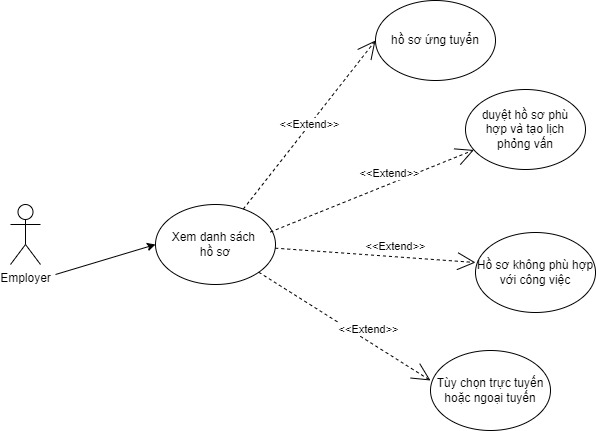 hồ sơ ứng tuyển
<<Extend>>
duyệt hồ sơ phù
hợp và tạo lịch
phỏng vấn
<<Extend>>
Xem danh sách
hồ sơ
<<Extend>>
Hồ sơ không phù hợp
với công việc
Employer
<<Extend>>
Tùy chọn trực tuyến
hoặc ngoại tuyến